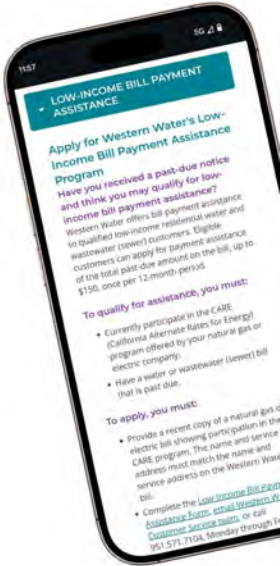 11:57
5G
LOW-INCOME BILL PAYMENT
ASSISTANCE
Apply for Western Water's Low-
Income Bill Payment Assistance
Program
Have you received a past-due notice
and think you may qualify for low-
income bill payment assistance?
Western Water offers bill payment assistance
to qualified low-income residential water and
wastewater (sewer) customers. Eligible
customers can apply for payment assistance
of the total past-due amount on the bill, up to
$150, once per 12-month period.
To qualify for assistance, you must:
• Currently participate in the CARE
(California Alternate Rates for Energy)
program offered by your natural gas or
electric company.
• Have a water or wastewater (sewer) bill
that is past due.
To apply, you must:
• Provide a recent copy of a natural gas or
electric bill showing participation in the
CARE program. The name and service
address must match the name and
service address on the Western Water
bill.
• Complete the Low-Income Bill
Assistance Form, email Western
Customer Service team, or call
951.571.7104, Monday through